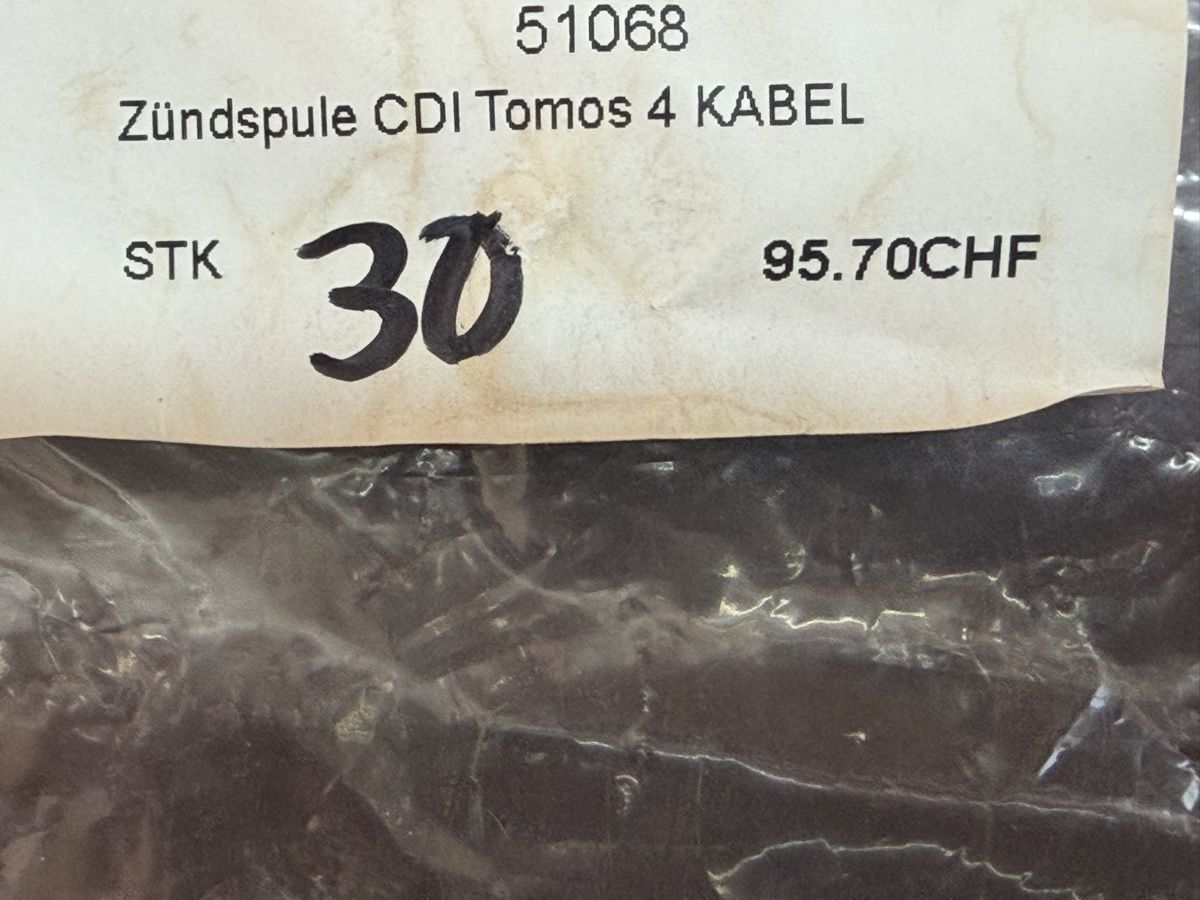 51068
Zündspule CDI Tomos 4 KABEL
STK 30 95.70CHF